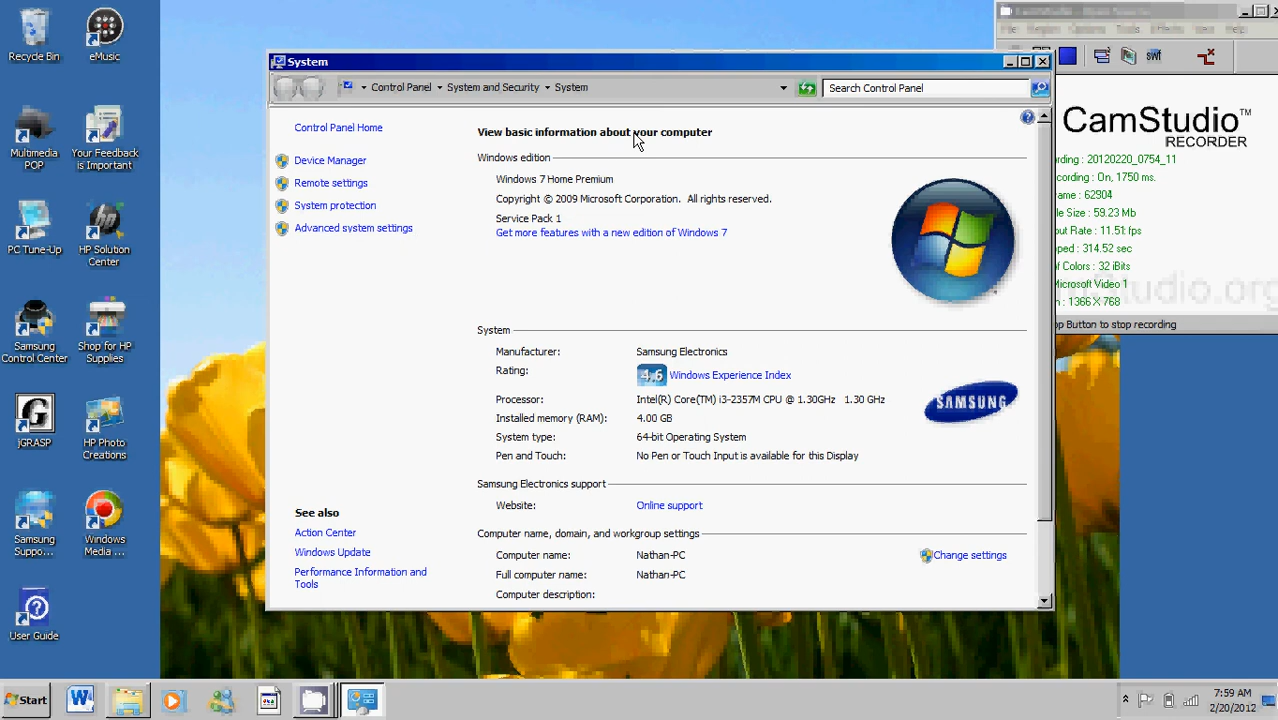 Recycle Bin
eMusic
Multimedia POP
Your Feedback is Important
PC Tune-Up
HP Solution Center
Samsung Control Center
Shop for HP Supplies
jGRASP
HP Photo Creations
Samsung Suppo...
Windows Media ...
User Guide
System
Control Panel
System and Security
System
Search Control Panel
Control Panel Home
Device Manager
Remote settings
System protection
Advanced system settings
See also
Action Center
Windows Update
Performance Information and Tools
View basic information about your computer
Windows edition
Windows 7 Home Premium
Copyright © 2009 Microsoft Corporation. All rights reserved.
Service Pack 1
Get more features with a new edition of Windows 7
System
Manufacturer: Samsung Electronics
Rating: 4.6 Windows Experience Index
Processor: Intel(R) Core(TM) i3-2357M CPU @ 1.30GHz 1.30 GHz
Installed memory (RAM): 4.00 GB
System type: 64-bit Operating System
Pen and Touch: No Pen or Touch Input is available for this Display
SAMSUNG
Samsung Electronics support
Website: Online support
Computer name, domain, and workgroup settings
Computer name: Nathan-PC
Change settings
Full computer name: Nathan-PC
Computer description:
swf
CamStudio™
RECORDER
rding : 20120220_0754_11
cording : On, 1750 ms.
ame : 62904
le Size : 59.23 Mb
ut Rate : 11.51 fps
ped : 314.52 sec
of Colors : 32 iBits
Microsoft Video 1
n : 1366 X 768
mStudio.org
op Button to stop recording
Start
7:59 AM
2/20/2012